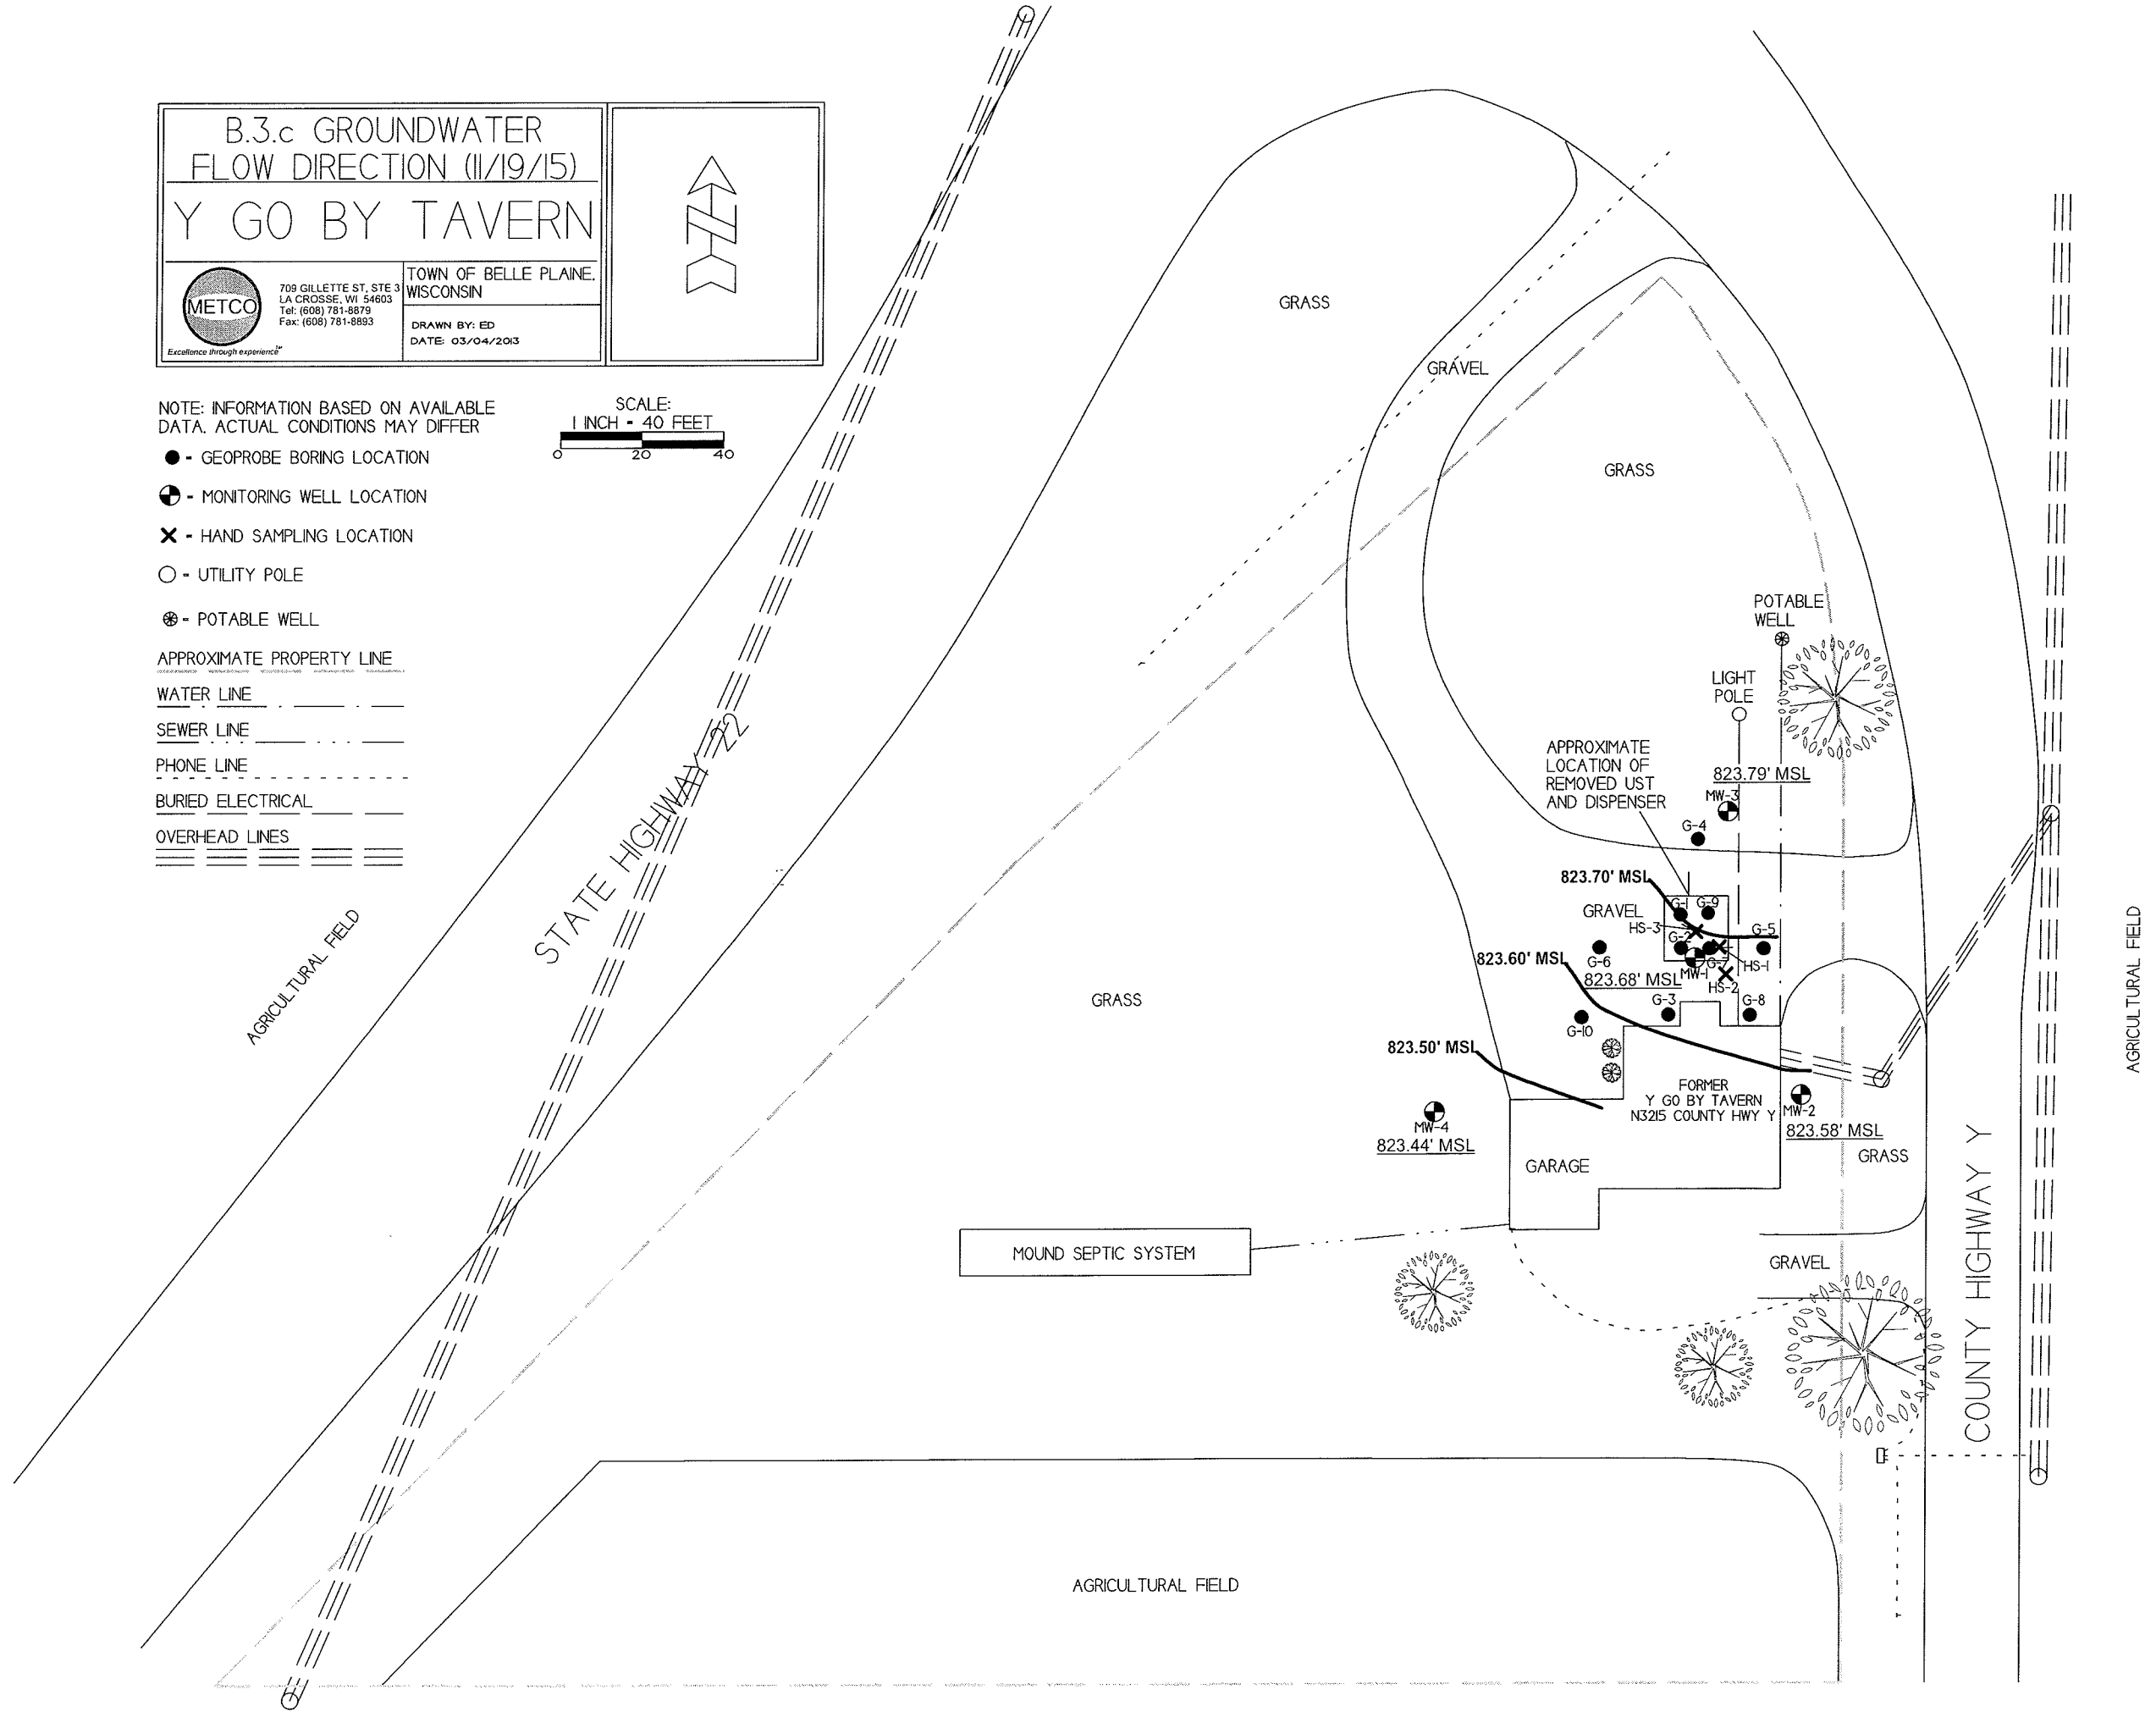 B.3.c GROUNDWATER
FLOW DIRECTION (11/19/15)
Y GO BY TAVERN
METCO
Excellence through experience™
709 GILLETTE ST, STE 3
LA CROSSE, WI 54603
Tel: (608) 781-8879
Fax: (608) 781-8893
TOWN OF BELLE PLAINE,
WISCONSIN
DRAWN BY: ED
DATE: 03/04/2013
N
NOTE: INFORMATION BASED ON AVAILABLE
DATA. ACTUAL CONDITIONS MAY DIFFER
SCALE:
1 INCH - 40 FEET
0 20 40
- GEOPROBE BORING LOCATION
- MONITORING WELL LOCATION
- HAND SAMPLING LOCATION
- UTILITY POLE
- POTABLE WELL
APPROXIMATE PROPERTY LINE
WATER LINE
SEWER LINE
PHONE LINE
BURIED ELECTRICAL
OVERHEAD LINES
AGRICULTURAL FIELD
STATE HIGHWAY 22
GRASS
GRAVEL
GRASS
POTABLE
WELL
LIGHT
POLE
APPROXIMATE
LOCATION OF
REMOVED UST
AND DISPENSER
823.79' MSL
MW-3
G-4
823.70' MSL
GRAVEL
G-1
G-9
HS-3
G-2
G-5
G-6
MW-1
G-7
HS-1
823.60' MSL
823.68' MSL
HS-2
G-3
G-8
G-10
GRASS
823.50' MSL
FORMER
Y GO BY TAVERN
N3215 COUNTY HWY Y
MW-2
823.58' MSL
MW-4
823.44' MSL
GARAGE
GRASS
MOUND SEPTIC SYSTEM
GRAVEL
COUNTY HIGHWAY Y
AGRICULTURAL FIELD
AGRICULTURAL FIELD